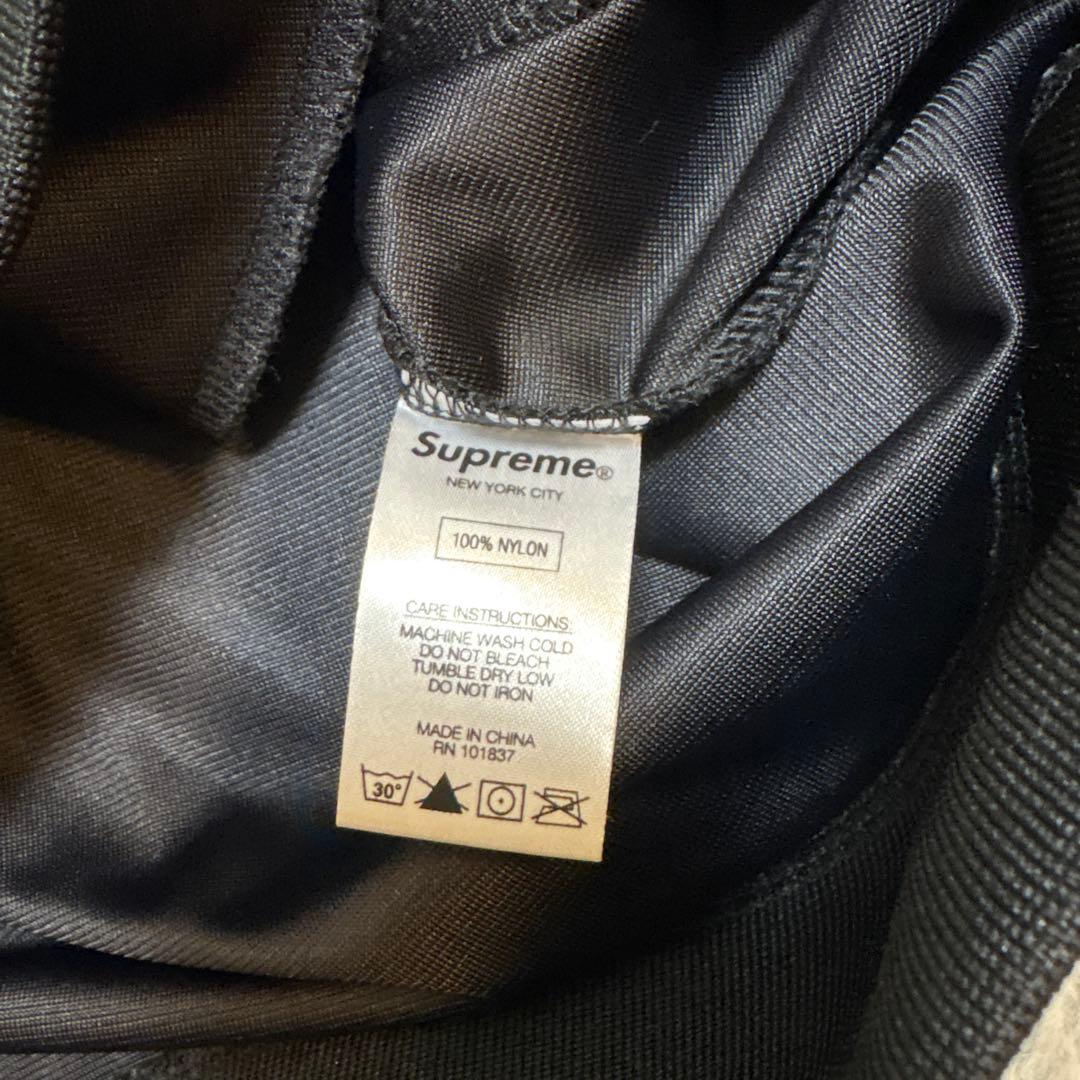 Supreme®
NEW YORK CITY
100% NYLON
CARE INSTRUCTIONS:
MACHINE WASH COLD
DO NOT BLEACH
TUMBLE DRY LOW
DO NOT IRON
MADE IN CHINA
RN 101837
30°